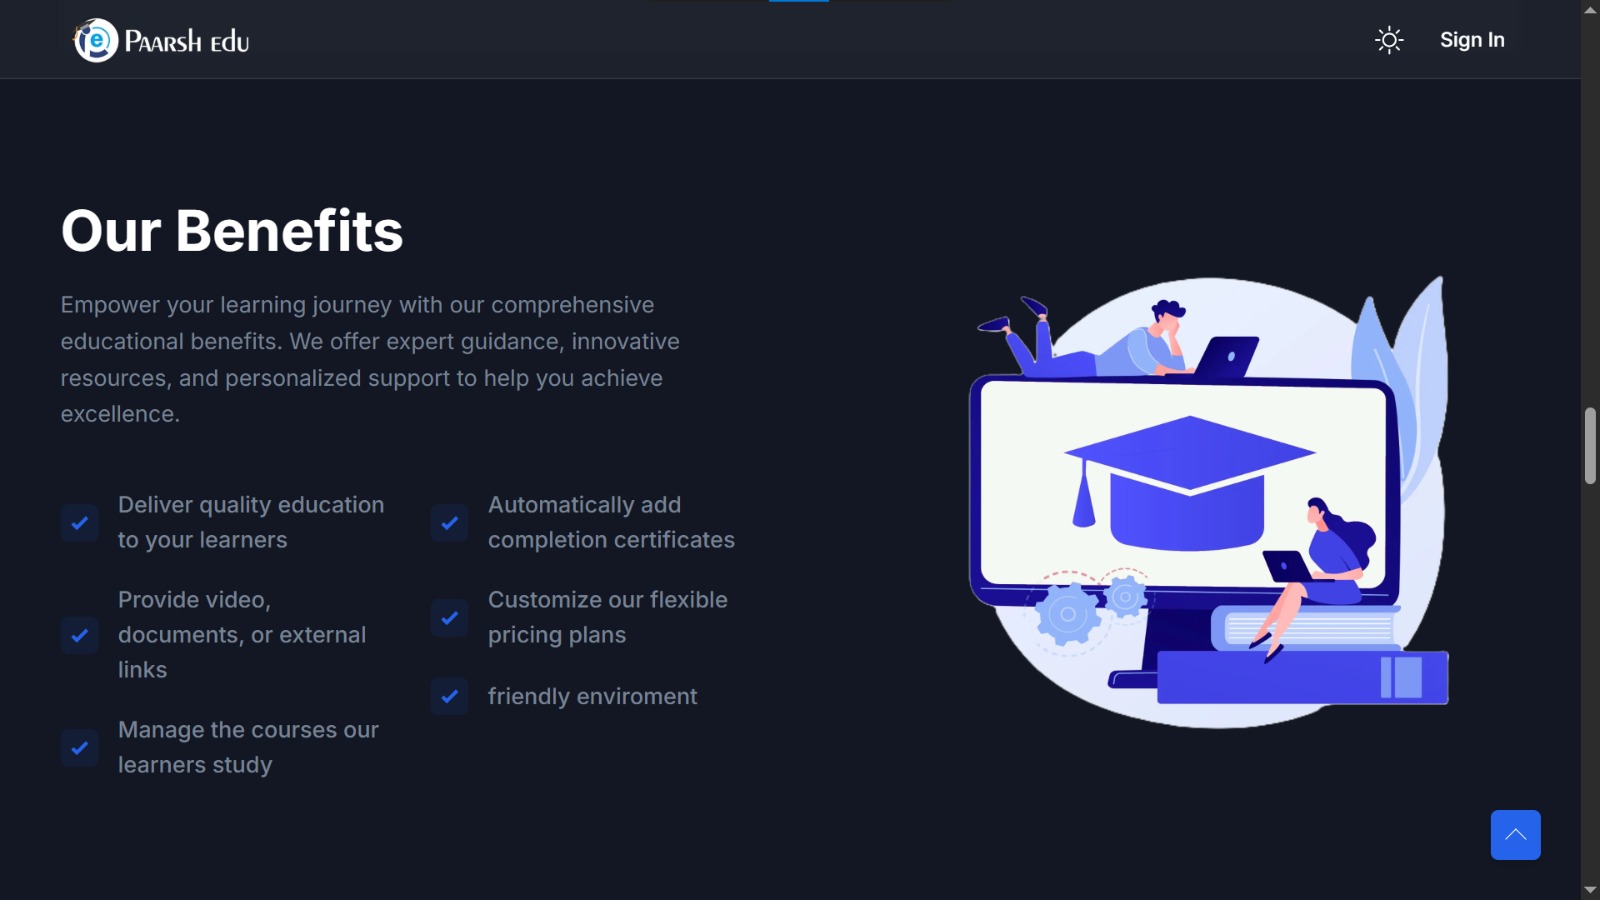 PAARSH EDU
Sign In
Our Benefits
Empower your learning journey with our comprehensive
educational benefits. We offer expert guidance, innovative
resources, and personalized support to help you achieve
excellence.
Deliver quality education
to your learners
Provide video,
documents, or external
links
Manage the courses our
learners study
Automatically add
completion certificates
Customize our flexible
pricing plans
friendly enviroment